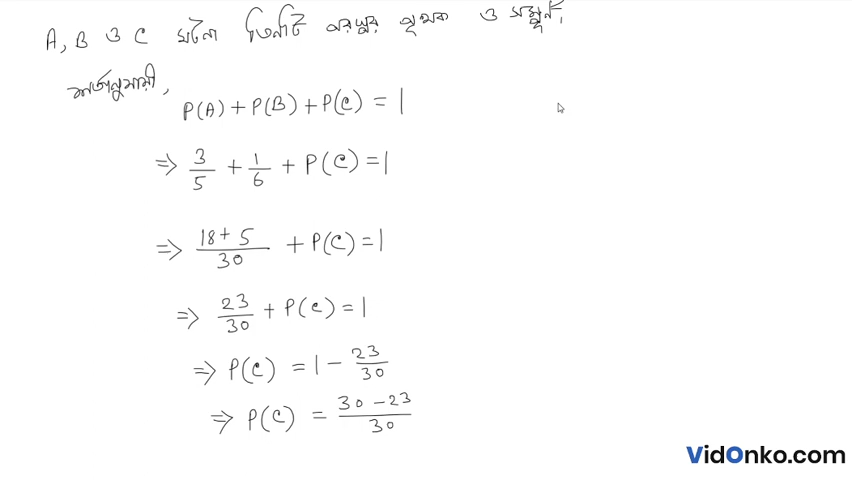 A, B ও C ঘটনা তিনটি পরস্পর পৃথক ও সম্পূর্ণ,
শর্তানুযায়ী,
P(A) + P(B) + P(C) = 1
⇒ 3/5 + 1/6 + P(C) = 1
⇒ (18+5)/30 + P(C) = 1
⇒ 23/30 + P(C) = 1
⇒ P(C) = 1 − 23/30
⇒ P(C) = (30−23)/30
VidOnko.com